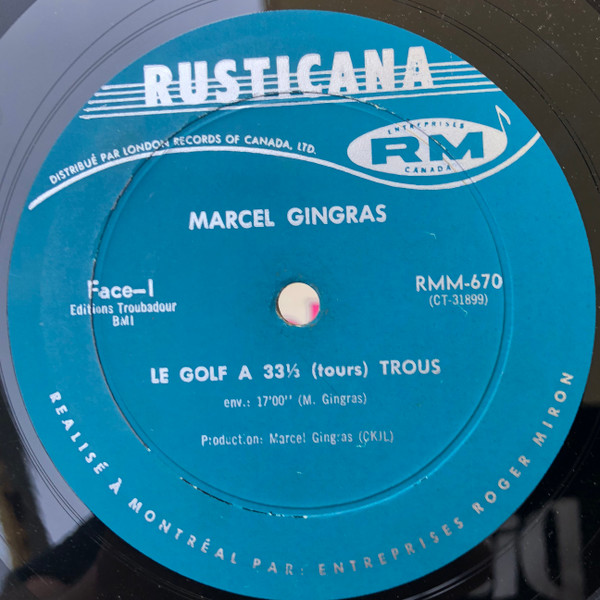 RUSTICANA
DISTRIBUÉ PAR LONDON RECORDS OF CANADA, LTD.
ENTREPRISES
RM
CANADA
MARCEL GINGRAS
Face-1
Editions Troubadour
BMI
RMM-670
(CT-31899)
LE GOLF A 33⅓ (tours) TROUS
env.: 17'00" (M. Gingras)
Production: Marcel Gingras (CKJL)
REALISÉ À MONTRÉAL PAR: ENTREPRISES ROGER MIRON